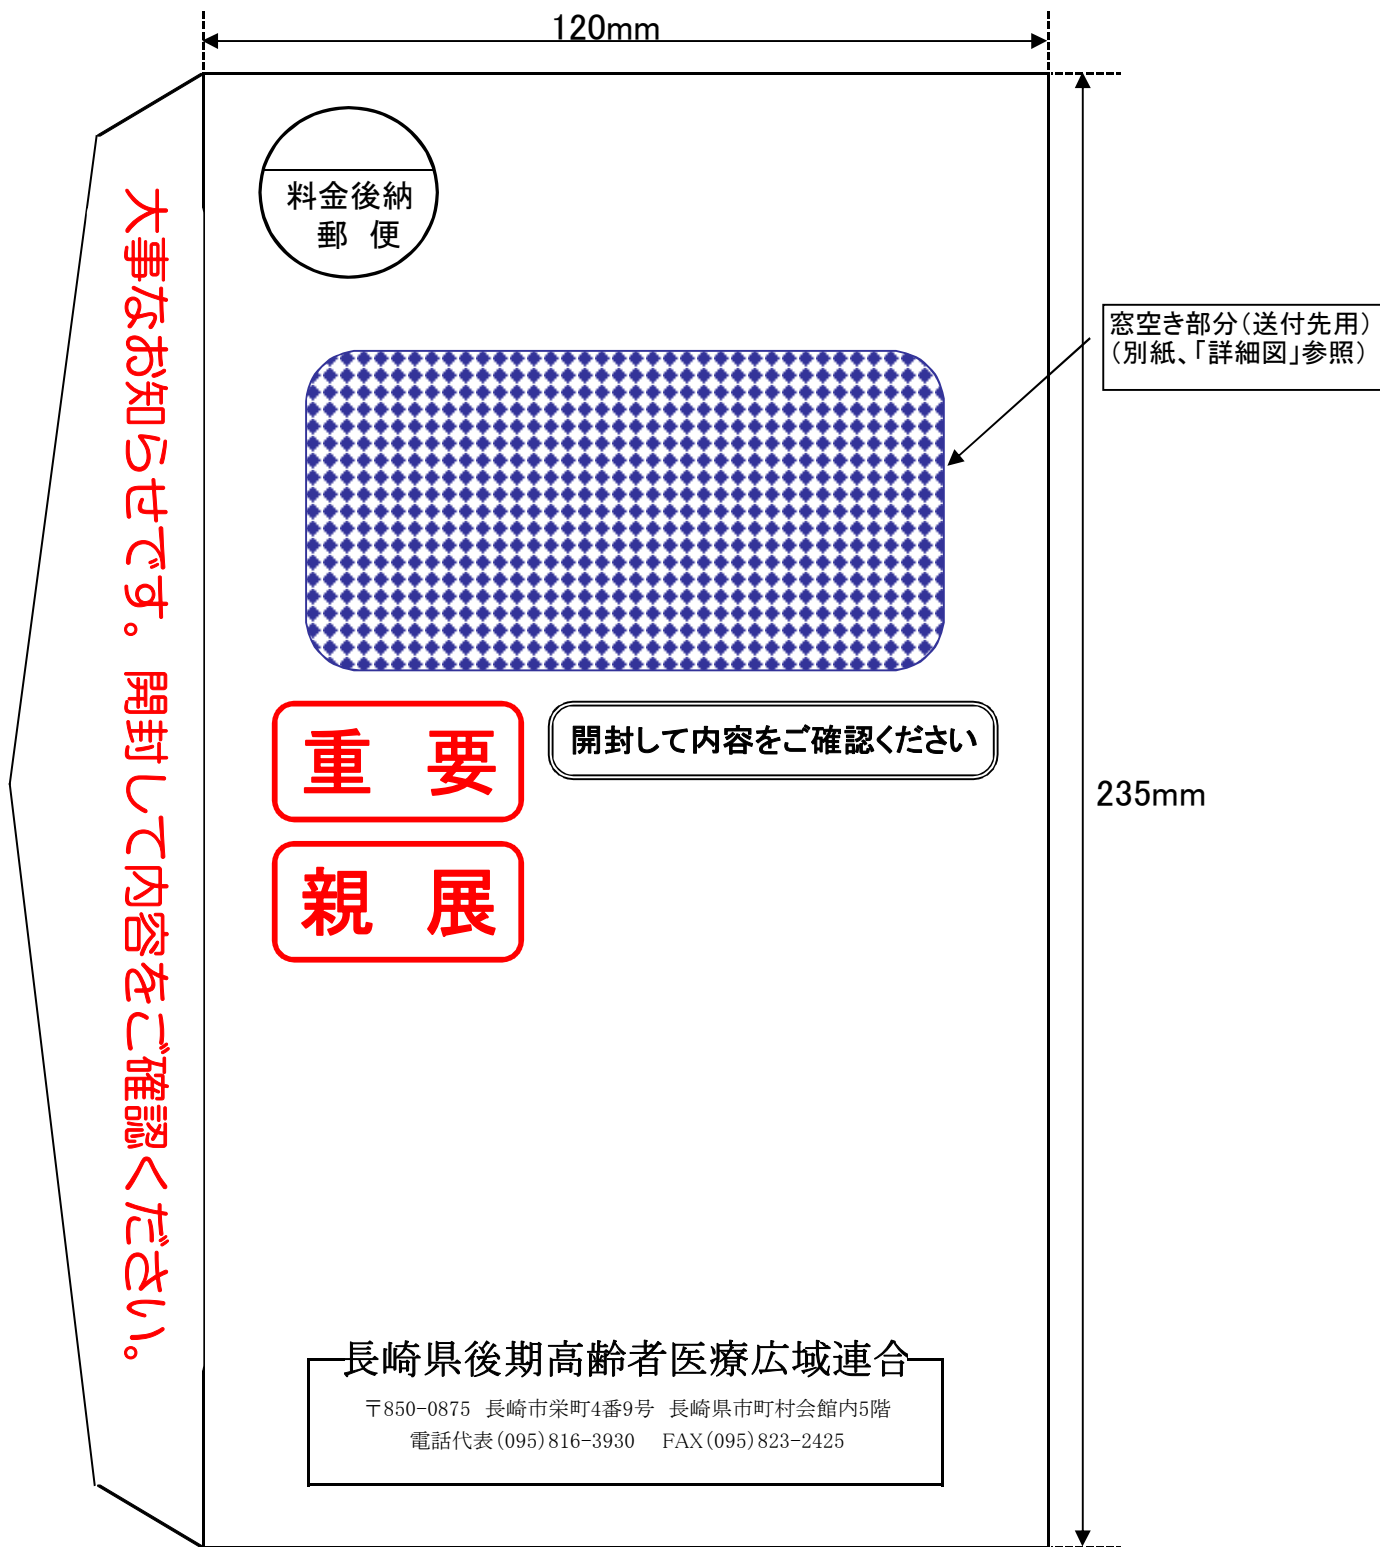 120mm
料金後納
郵 便
大事なお知らせです。開封して内容をご確認ください。
窓空き部分(送付先用)
(別紙、「詳細図」参照)
重 要
開封して内容をご確認ください
235mm
親 展
長崎県後期高齢者医療広域連合
〒850-0875 長崎市栄町4番9号 長崎県市町村会館内5階
電話代表(095)816-3930 FAX(095)823-2425